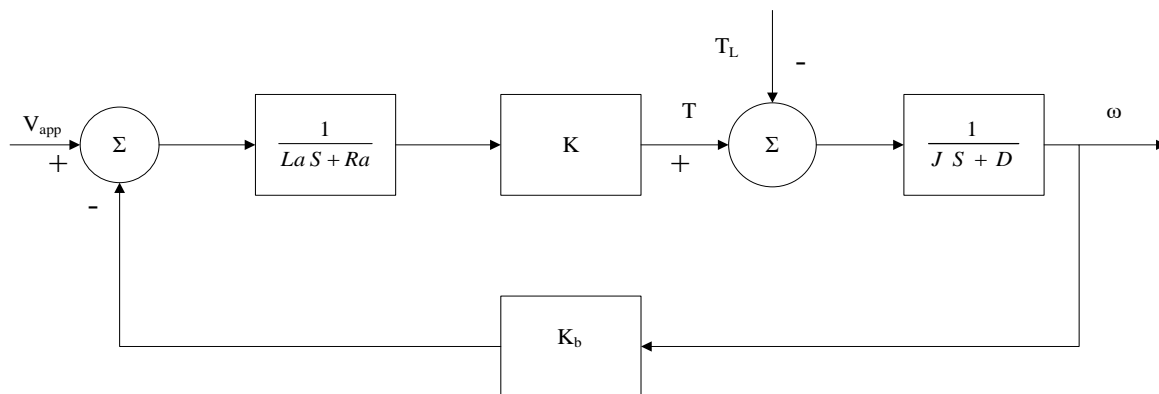 T_L
-
V_app
+
Σ
-
1
La S + Ra
K
T
+
Σ
1
J S + D
ω
K_b